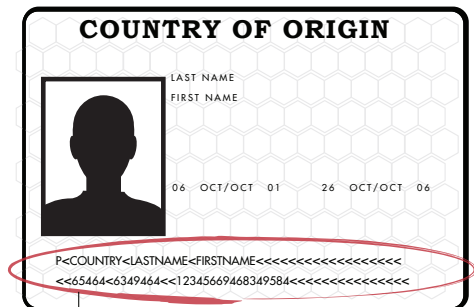 COUNTRY OF ORIGIN
LAST NAME
FIRST NAME
06 OCT/OCT 01 26 OCT/OCT 06
P<COUNTRY<LASTNAME<FIRSTNAME<<<<<<<<<<<<<<<<<<
<<65464<6349464<<12345669468349584<<<<<<<<<<<<<<<